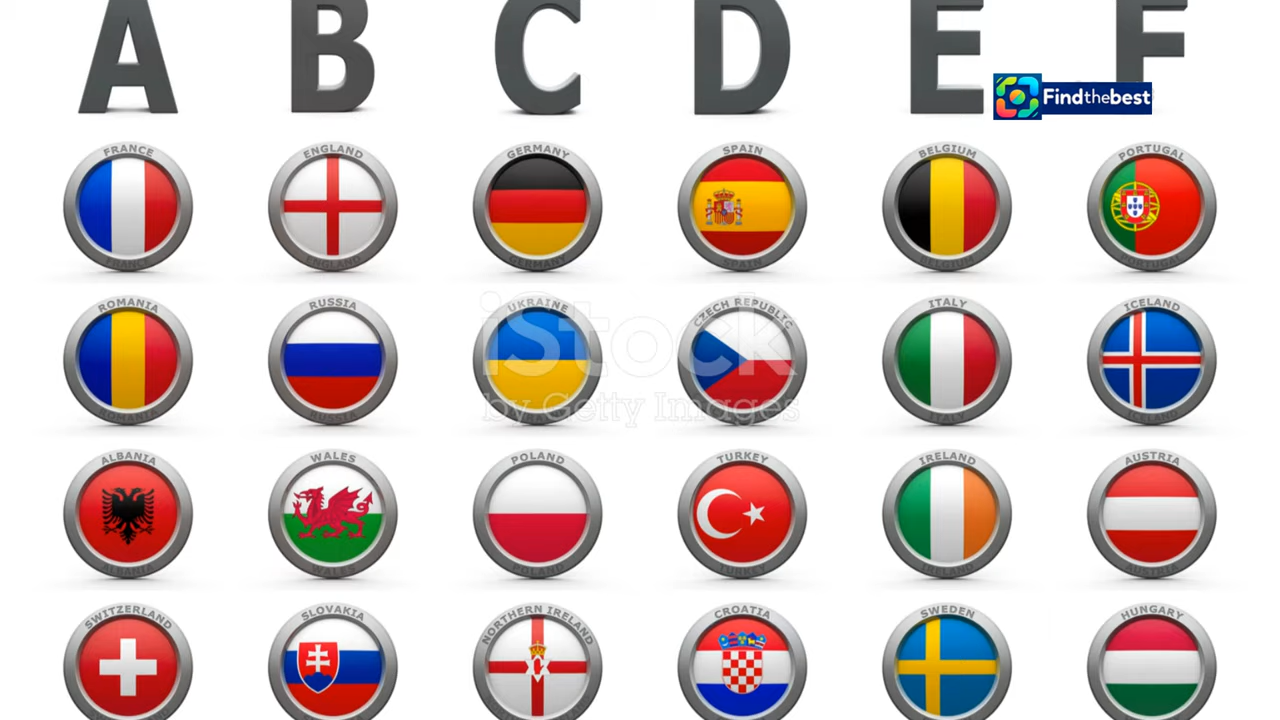 A B C D E F
Findthebest
FRANCE ENGLAND GERMANY SPAIN BELGIUM PORTUGAL
ROMANIA RUSSIA UKRAINE CZECH REPUBLIC ITALY ICELAND
iStock
by Getty Images
ALBANIA WALES POLAND TURKEY IRELAND AUSTRIA
SWITZERLAND SLOVAKIA NORTHERN IRELAND CROATIA SWEDEN HUNGARY